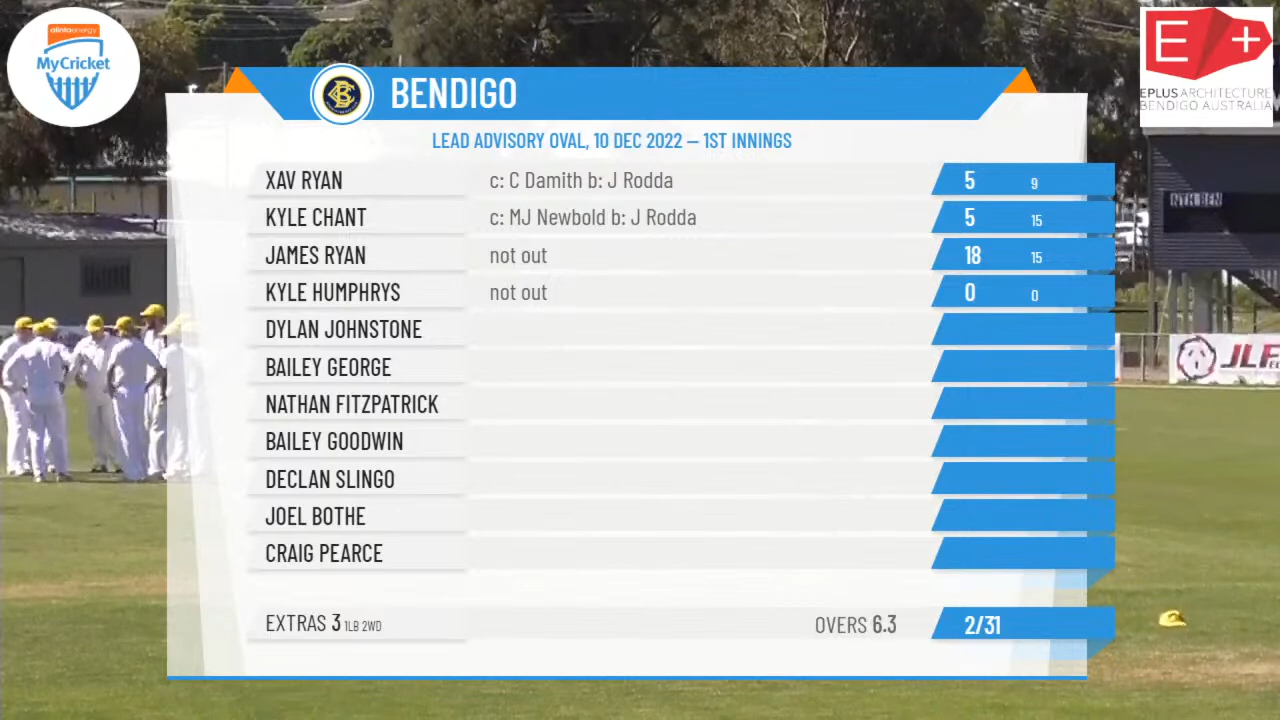 alintaenergy
MyCricket
E+
EPLUS ARCHITECTURE
BENDIGO AUSTRALIA
BENDIGO
LEAD ADVISORY OVAL, 10 DEC 2022 – 1ST INNINGS
XAV RYAN c: C Damith b: J Rodda 5 9
KYLE CHANT c: MJ Newbold b: J Rodda 5 15
JAMES RYAN not out 18 15
KYLE HUMPHRYS not out 0 0
DYLAN JOHNSTONE
BAILEY GEORGE
NATHAN FITZPATRICK
BAILEY GOODWIN
DECLAN SLINGO
JOEL BOTHE
CRAIG PEARCE
EXTRAS 3 1LB 2WD OVERS 6.3 2/31
NTH BEN
JLF